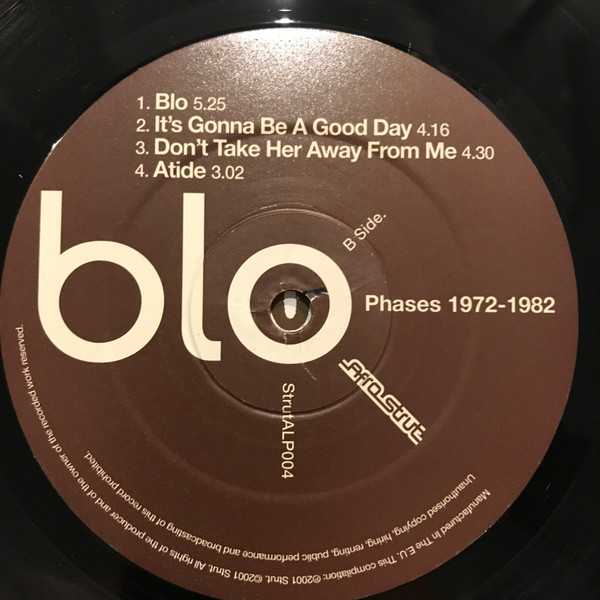 1. Blo 5.25
2. It's Gonna Be A Good Day 4.16
3. Don't Take Her Away From Me 4.30
4. Atide 3.02
blo
B Side.
Phases 1972-1982
Afro Strut
StrutALP004
Manufactured In The E.U. This compilation: ℗2001 Strut. ©2001 Strut. All rights of the producer and of the owner of the recorded work reserved.
Unauthorised copying, hiring, renting, public performance and broadcasting of this record prohibited.